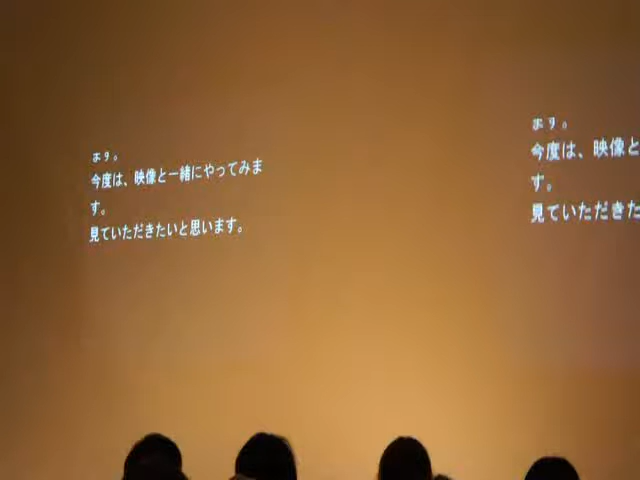 ます。
今度は、映像と一緒にやってみま
す。
見ていただきたいと思います。
ます。
今度は、映像と
す。
見ていただきた